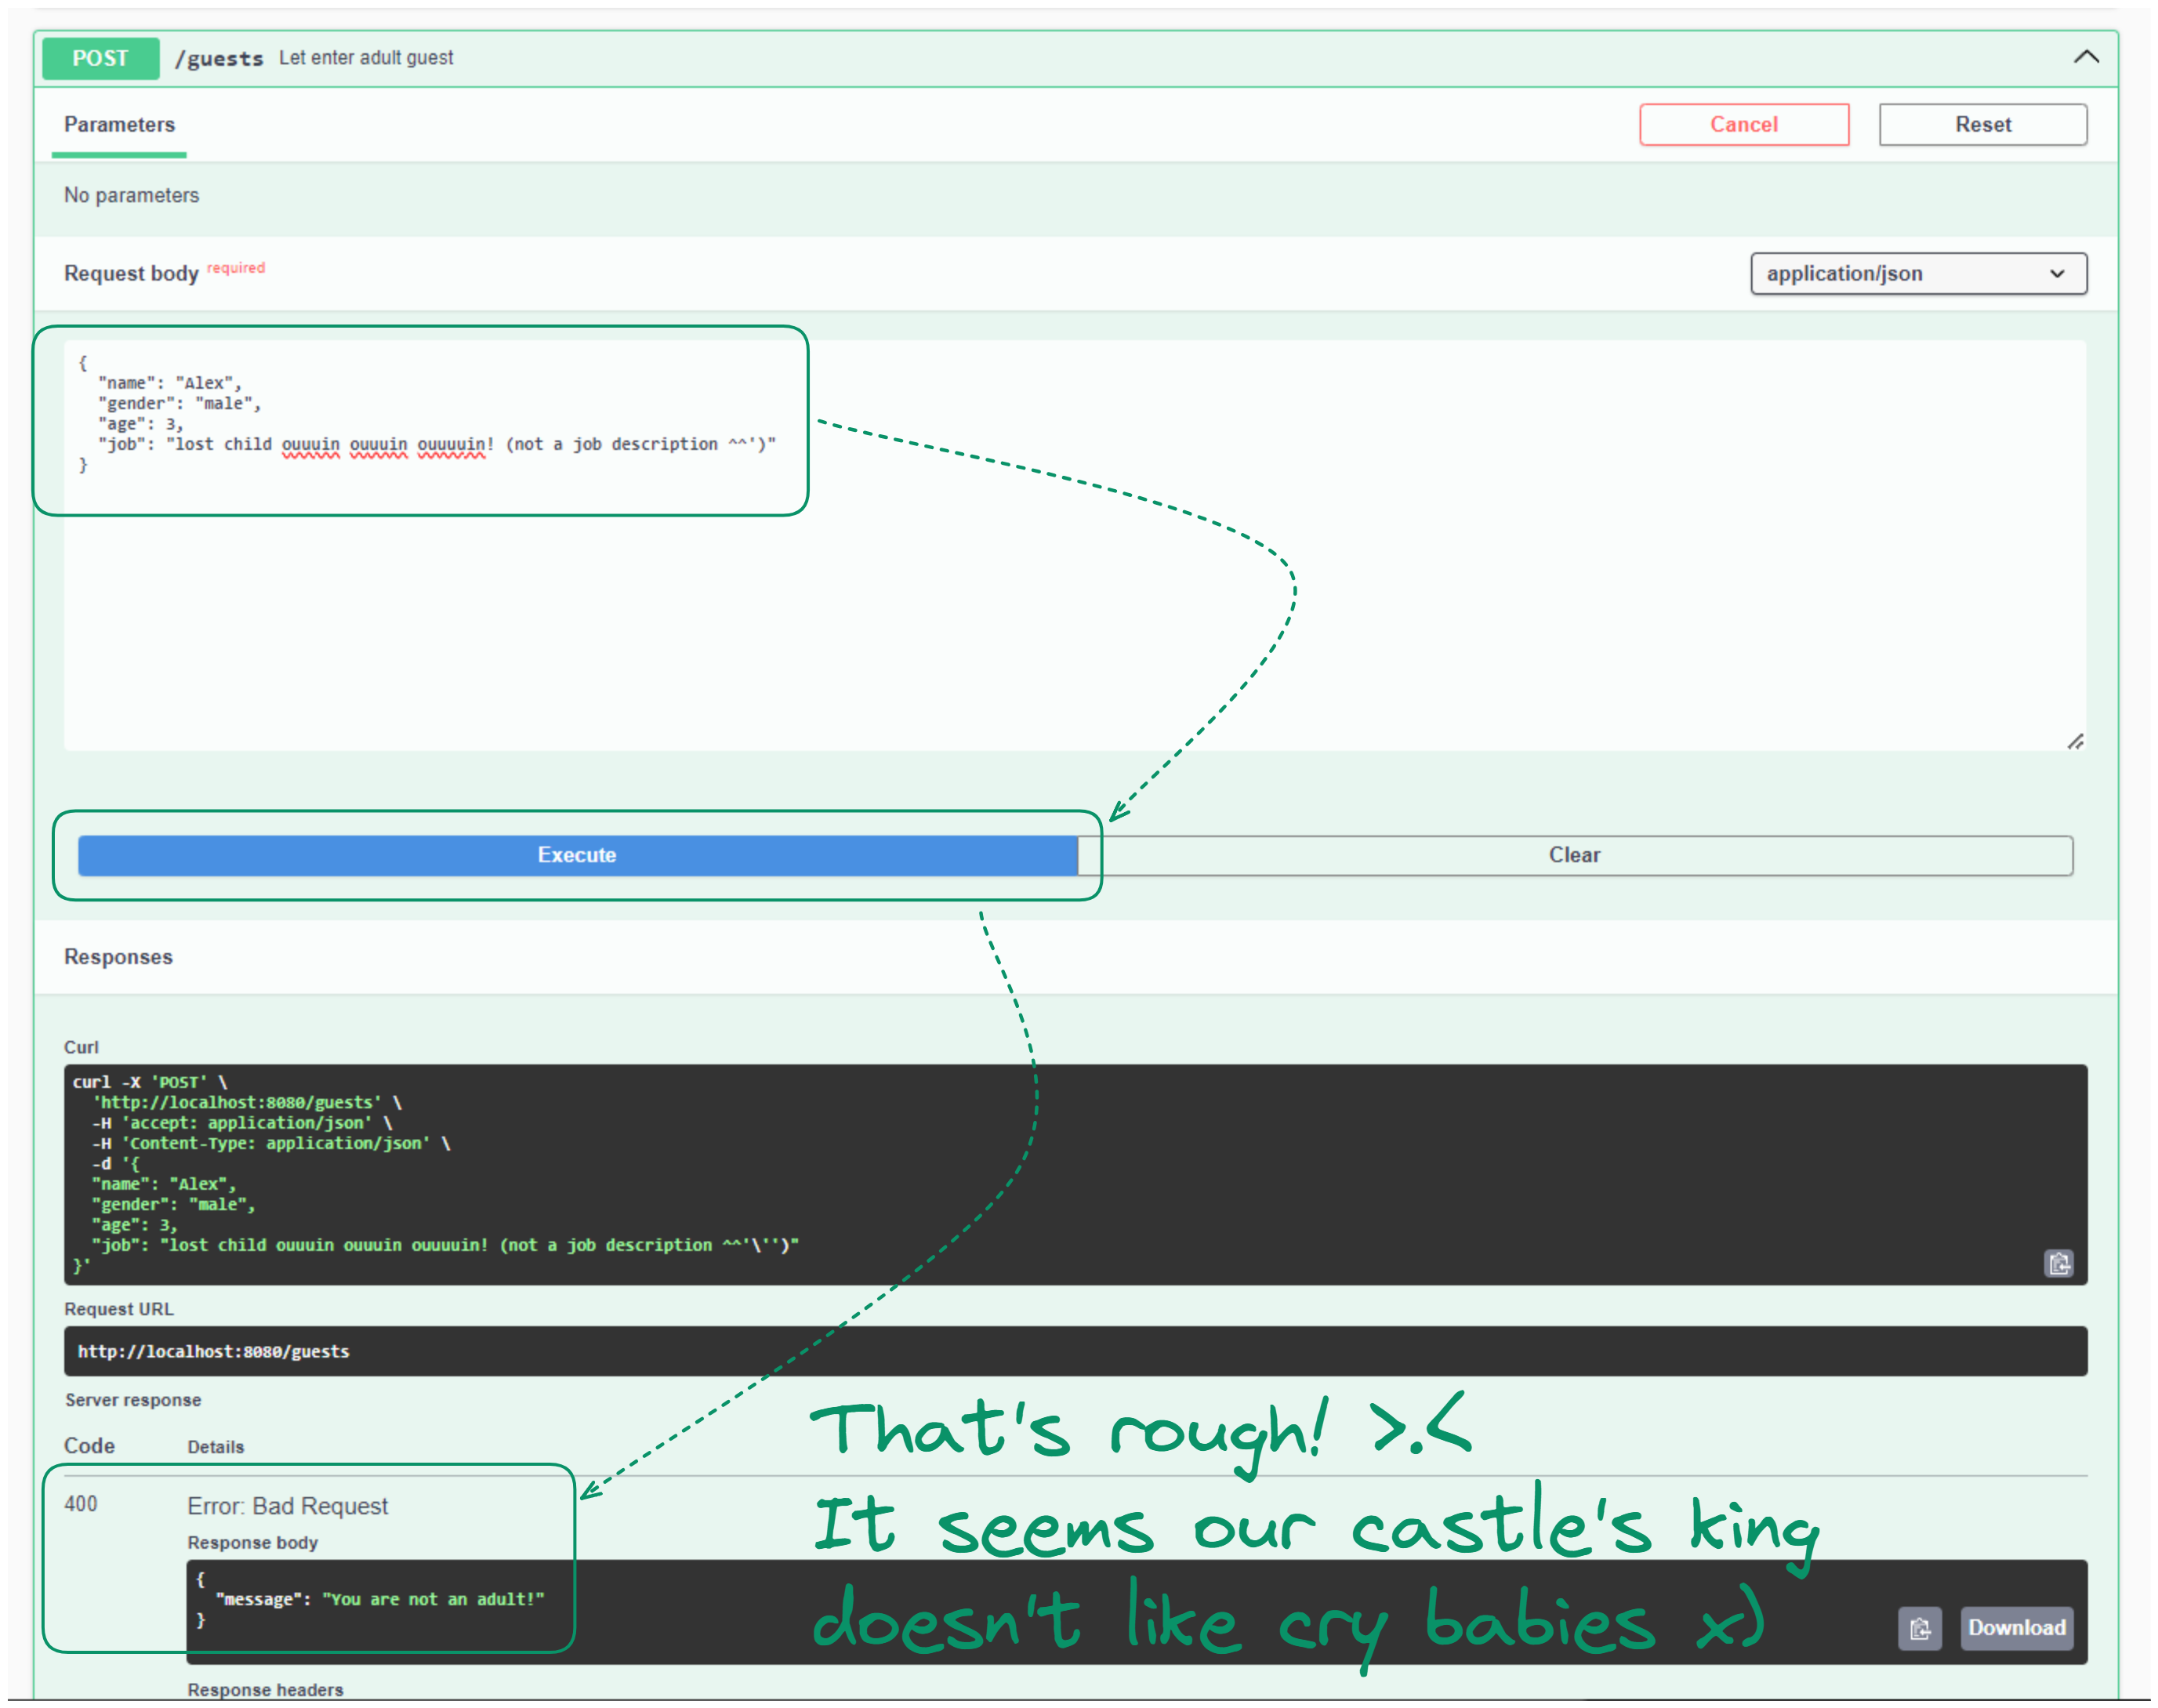 POST /guests Let enter adult guest
Parameters
Cancel
Reset
No parameters
Request body required
application/json
{
"name": "Alex",
"gender": "male",
"age": 3,
"job": "lost child ouuuin ouuuin ouuuuin! (not a job description ^^')"
}
Execute
Clear
Responses
Curl
curl -X 'POST' \
'http://localhost:8080/guests' \
-H 'accept: application/json' \
-H 'Content-Type: application/json' \
-d '{
"name": "Alex",
"gender": "male",
"age": 3,
"job": "lost child ouuuin ouuuin ouuuuin! (not a job description ^^'\'')"
}'
Request URL
http://localhost:8080/guests
Server response
Code Details
400 Error: Bad Request
Response body
{
"message": "You are not an adult!"
}
Download
Response headers
That's rough! >.<
It seems our castle's king
doesn't like cry babies x)